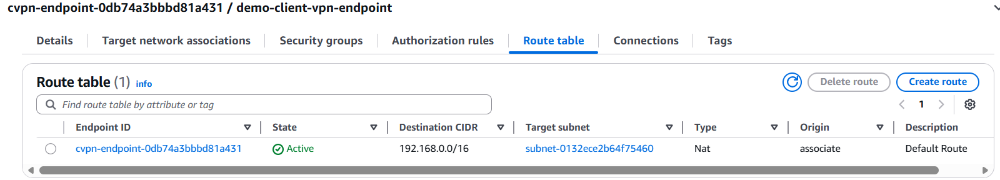 cvpn-endpoint-0db74a3bbbd81a431 / demo-client-vpn-endpoint
Details Target network associations Security groups Authorization rules Route table Connections Tags
Route table (1) info Delete route Create route
Find route table by attribute or tag 1
Endpoint ID State Destination CIDR Target subnet Type Origin Description
cvpn-endpoint-0db74a3bbbd81a431 Active 192.168.0.0/16 subnet-0132ece2b64f75460 Nat associate Default Route